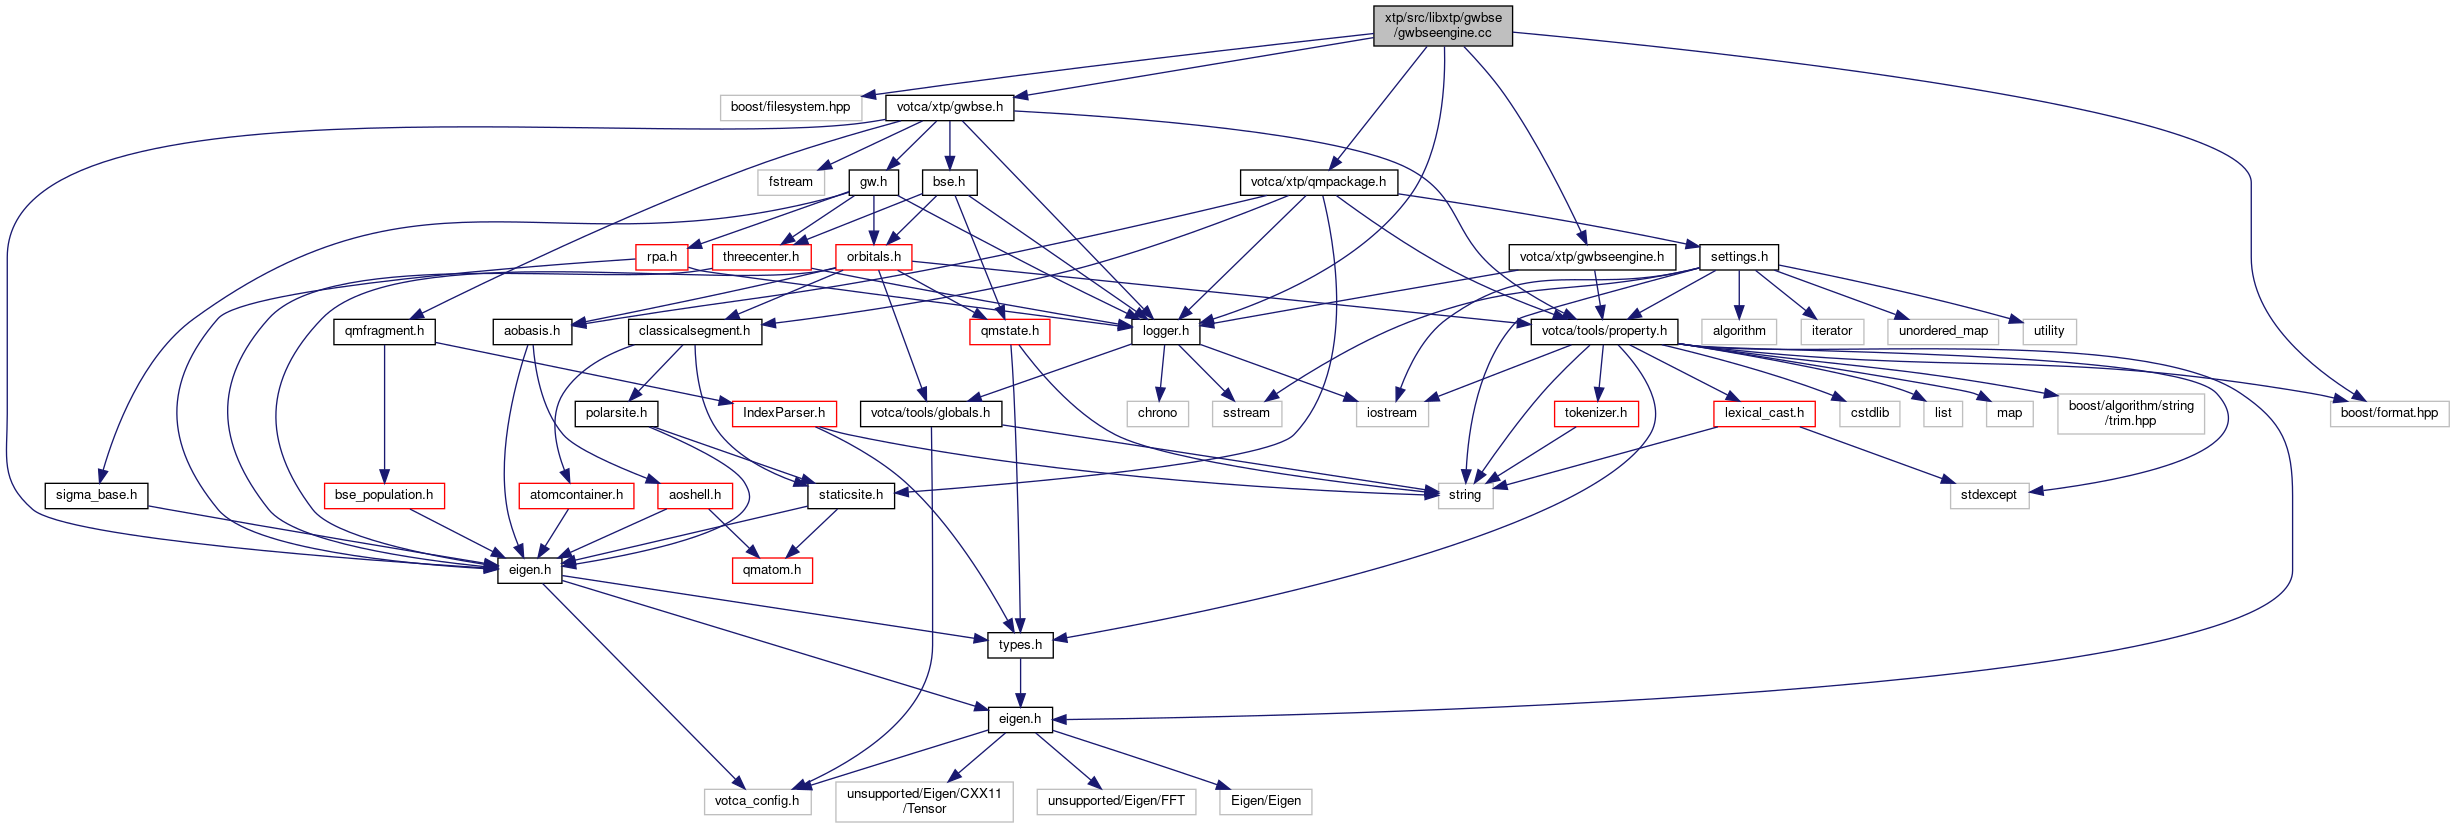 xtp/src/libxtp/gwbse
/gwbseengine.cc
boost/filesystem.hpp
votca/xtp/gwbse.h
fstream
gw.h
bse.h
votca/xtp/qmpackage.h
rpa.h
threecenter.h
orbitals.h
votca/xtp/gwbseengine.h
settings.h
qmfragment.h
aobasis.h
classicalsegment.h
qmstate.h
logger.h
votca/tools/property.h
algorithm
iterator
unordered_map
utility
polarsite.h
IndexParser.h
votca/tools/globals.h
chrono
sstream
iostream
tokenizer.h
lexical_cast.h
cstdlib
list
map
boost/algorithm/string
/trim.hpp
boost/format.hpp
sigma_base.h
bse_population.h
atomcontainer.h
aoshell.h
staticsite.h
string
stdexcept
eigen.h
qmatom.h
types.h
eigen.h
votca_config.h
unsupported/Eigen/CXX11
/Tensor
unsupported/Eigen/FFT
Eigen/Eigen